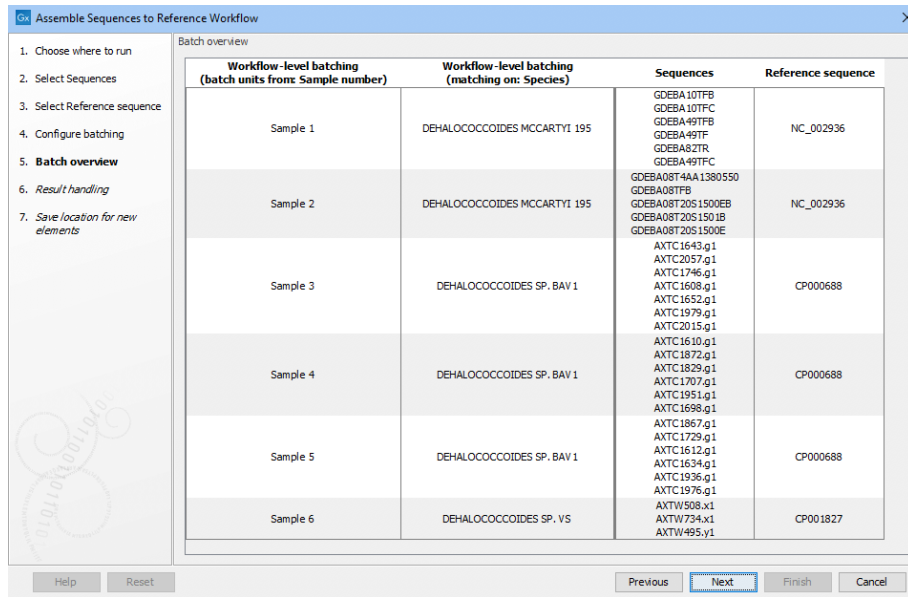 Gx Assemble Sequences to Reference Workflow
1. Choose where to run
2. Select Sequences
3. Select Reference sequence
4. Configure batching
5. Batch overview
6. Result handling
7. Save location for new
elements
Batch overview
Workflow-level batching
(batch units from: Sample number)
Workflow-level batching
(matching on: Species)
Sequences
Reference sequence
Sample 1
DEHALOCOCCOIDES MCCARTYI 195
GDEBA10TFB
GDEBA10TFC
GDEBA49TFB
GDEBA49TF
GDEBA82TR
GDEBA49TFC
NC_002936
Sample 2
DEHALOCOCCOIDES MCCARTYI 195
GDEBA08T4AA1380550
GDEBA08TFB
GDEBA08T20S1500EB
GDEBA08T20S1501B
GDEBA08T20S1500E
NC_002936
Sample 3
DEHALOCOCCOIDES SP. BAV1
AXTC1643.g1
AXTC2057.g1
AXTC1746.g1
AXTC1608.g1
AXTC1652.g1
AXTC1979.g1
AXTC2015.g1
CP000688
Sample 4
DEHALOCOCCOIDES SP. BAV1
AXTC1610.g1
AXTC1872.g1
AXTC1829.g1
AXTC1707.g1
AXTC1951.g1
AXTC1698.g1
CP000688
Sample 5
DEHALOCOCCOIDES SP. BAV1
AXTC1867.g1
AXTC1729.g1
AXTC1612.g1
AXTC1634.g1
AXTC1936.g1
AXTC1976.g1
CP000688
Sample 6
DEHALOCOCCOIDES SP. VS
AXTW508.x1
AXTW734.x1
AXTW495.y1
CP001827
Help
Reset
Previous
Next
Finish
Cancel